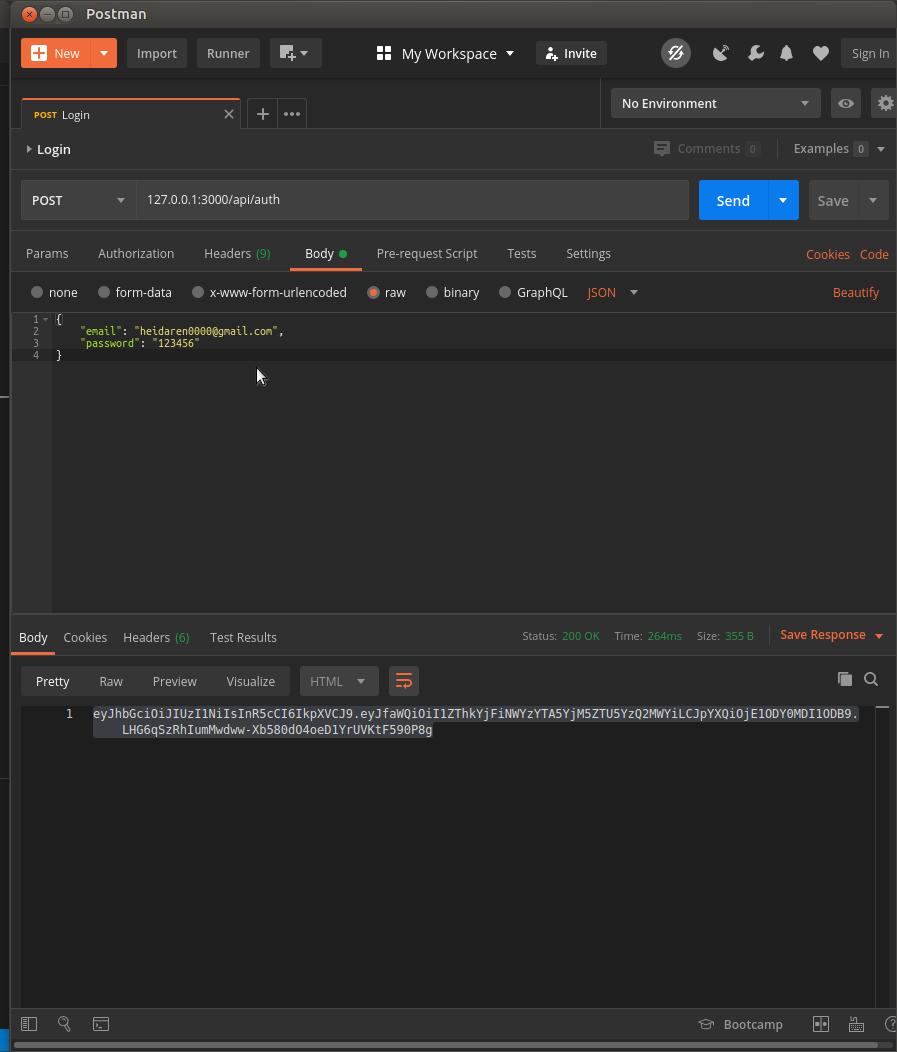 Postman
New Import Runner My Workspace Invite Sign In
POST Login No Environment
Login Comments 0 Examples 0
POST 127.0.0.1:3000/api/auth Send Save
Params Authorization Headers (9) Body Pre-request Script Tests Settings Cookies Code
none form-data x-www-form-urlencoded raw binary GraphQL JSON Beautify
1 {
2 "email": "heidaren0000@gmail.com",
3 "password": "123456"
4 }
Body Cookies Headers (6) Test Results Status: 200 OK Time: 264ms Size: 355 B Save Response
Pretty Raw Preview Visualize HTML
1 eyJhbGciOiJIUzI1NiIsInR5cCI6IkpXVCJ9.eyJfaWQiOiI1ZThkYjFiNWYzYTA5YjM5ZTU5YzQ2MWYiLCJpYXQiOjE1ODY0MDI1ODB9.
LHG6qSzRhIumMwdww-Xb580dO4oeD1YrUVKtF590P8g
Bootcamp